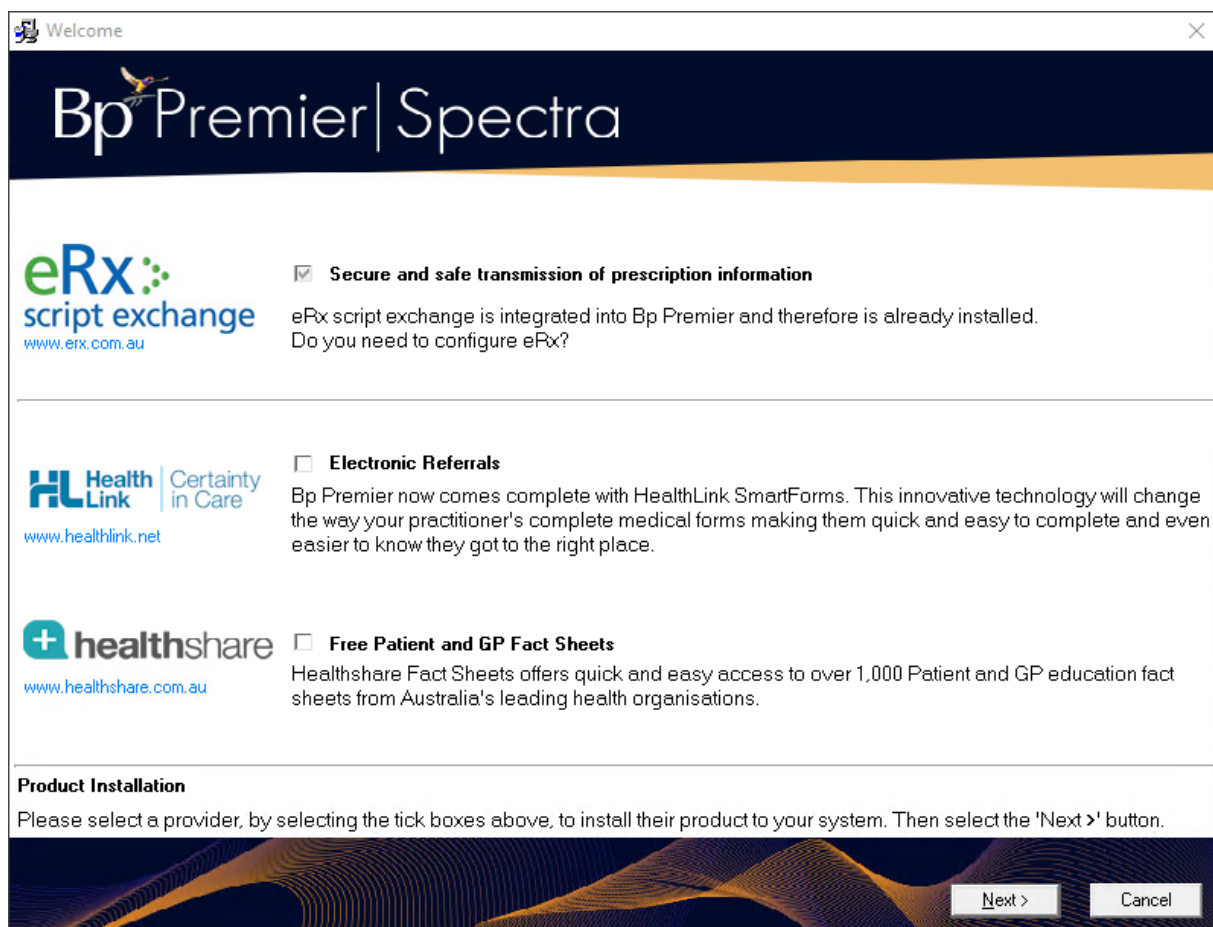 Welcome
Bp Premier | Spectra
eRx
script exchange
www.erx.com.au
Secure and safe transmission of prescription information
eRx script exchange is integrated into Bp Premier and therefore is already installed.
Do you need to configure eRx?
HL Health Link | Certainty in Care
www.healthlink.net
Electronic Referrals
Bp Premier now comes complete with HealthLink SmartForms. This innovative technology will change
the way your practitioner's complete medical forms making them quick and easy to complete and even
easier to know they got to the right place.
healthshare
www.healthshare.com.au
Free Patient and GP Fact Sheets
Healthshare Fact Sheets offers quick and easy access to over 1,000 Patient and GP education fact
sheets from Australia's leading health organisations.
Product Installation
Please select a provider, by selecting the tick boxes above, to install their product to your system. Then select the 'Next >' button.
Next >
Cancel